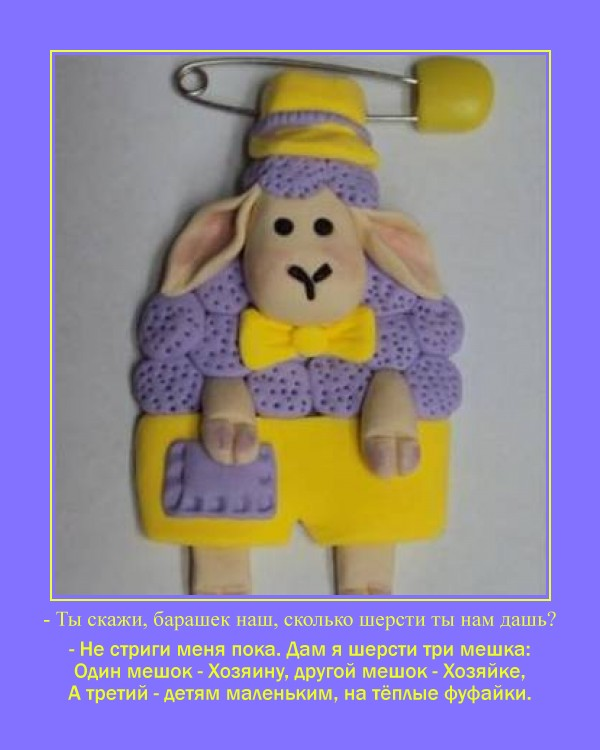 - Ты скажи, барашек наш, сколько шерсти ты нам дашь?
- Не стриги меня пока. Дам я шерсти три мешка:
Один мешок - Хозяину, другой мешок - Хозяйке,
А третий - детям маленьким, на тёплые фуфайки.